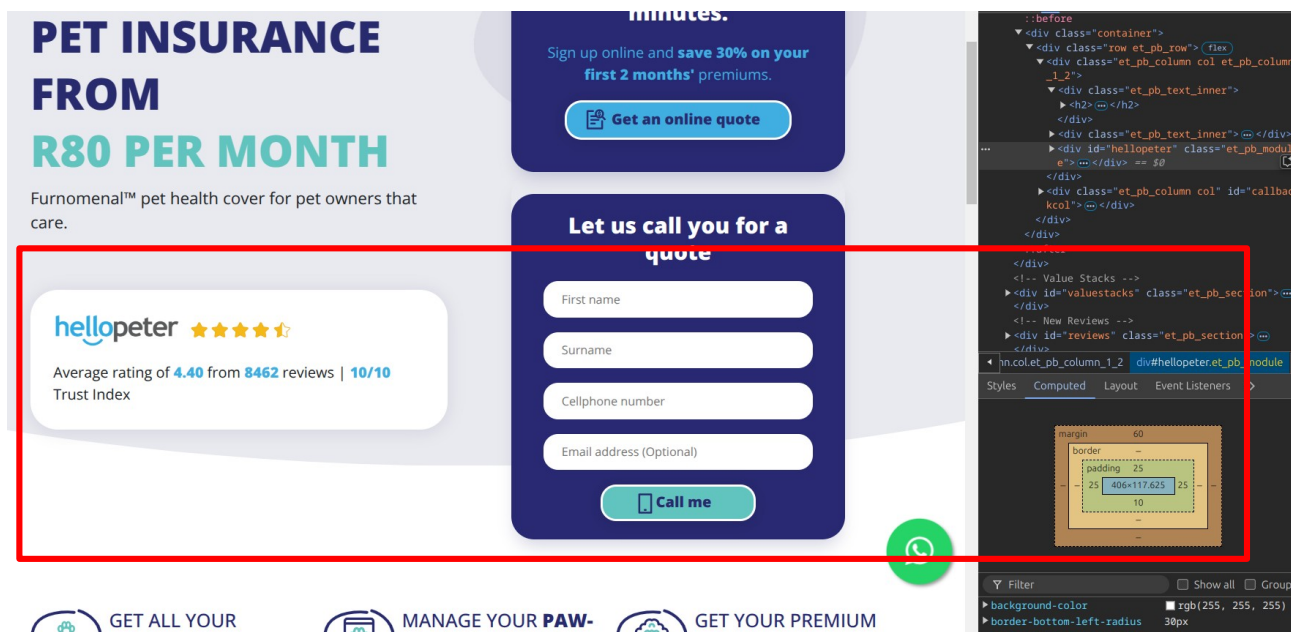 PET INSURANCE
FROM
R80 PER MONTH
Furnomenal™ pet health cover for pet owners that
care.
hellopeter
Average rating of 4.40 from 8462 reviews | 10/10
Trust Index
minutes.
Sign up online and save 30% on your
first 2 months' premiums.
Get an online quote
Let us call you for a
quote
First name
Surname
Cellphone number
Email address (Optional)
Call me
GET ALL YOUR
MANAGE YOUR PAW-
GET YOUR PREMIUM
::before
<div class="container">
<div class="row et_pb_row"> flex
<div class="et_pb_column col et_pb_column
_1_2">
<div class="et_pb_text_inner">
<h2>…</h2>
</div>
<div class="et_pb_text_inner">…</div>
<div id="hellopeter" class="et_pb_modul
e">…</div> == $0
</div>
<div class="et_pb_column col" id="callbac
kcol">…</div>
</div>
</div>
</div>
<!-- Value Stacks -->
<div id="valuestacks" class="et_pb_section">…
</div>
<!-- New Reviews -->
<div id="reviews" class="et_pb_section">…
</div>
nn.col.et_pb_column_1_2 div#hellopeter.et_pb_module
Styles Computed Layout Event Listeners
margin 60
border –
padding 25
– – 25 406×117.625 25 – –
10
–
–
Filter Show all Group
background-color rgb(255, 255, 255)
border-bottom-left-radius 30px